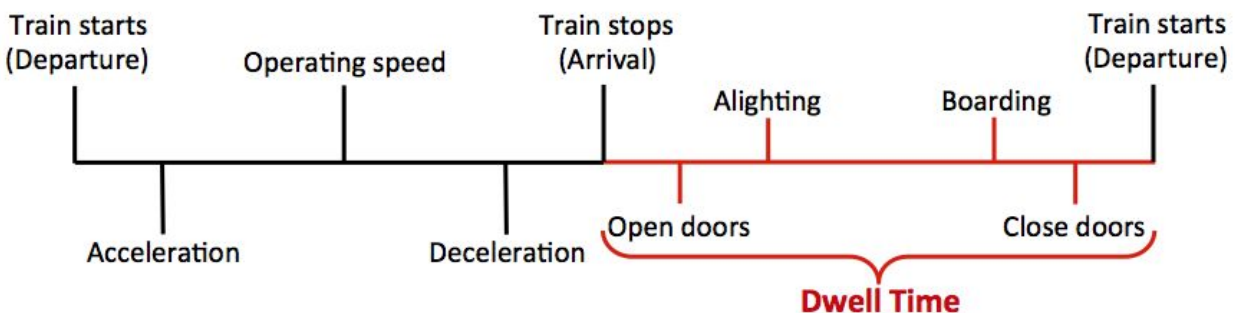 Train starts
(Departure)
Operating speed
Train stops
(Arrival)
Alighting
Boarding
Train starts
(Departure)
Acceleration
Deceleration
Open doors
Close doors
Dwell Time